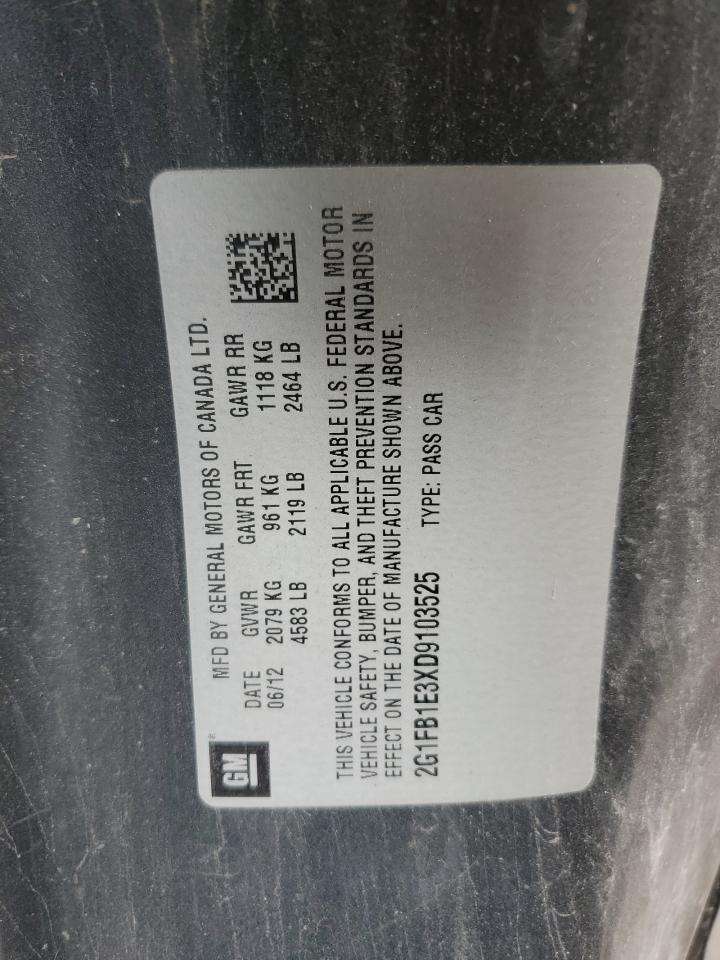 GM®
MFD BY GENERAL MOTORS OF CANADA LTD.
DATE GVWR GAWR FRT GAWR RR
06/12 2079 KG 961 KG 1118 KG
4583 LB 2119 LB 2464 LB
THIS VEHICLE CONFORMS TO ALL APPLICABLE U.S. FEDERAL MOTOR
VEHICLE SAFETY, BUMPER, AND THEFT PREVENTION STANDARDS IN
EFFECT ON THE DATE OF MANUFACTURE SHOWN ABOVE.
2G1FB1E3XD9103525 TYPE: PASS CAR